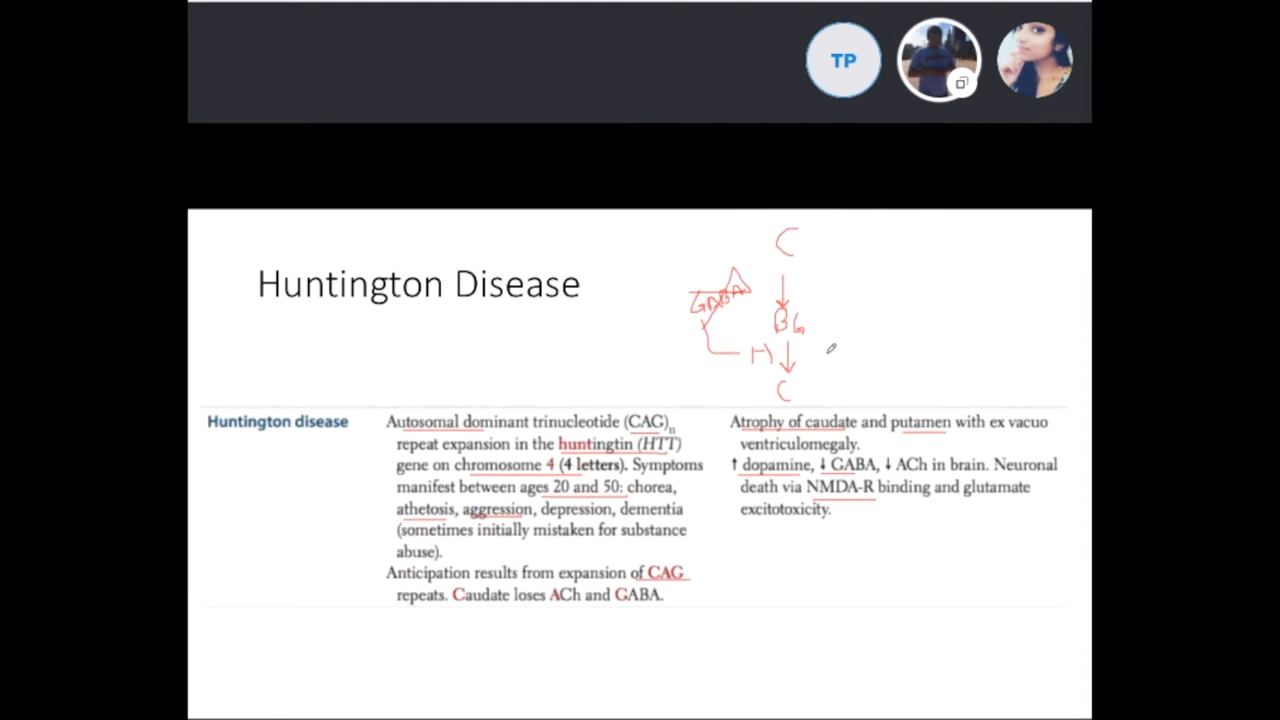 TP
Huntington Disease
C
GABA
BG
H
C
Huntington disease
Autosomal dominant trinucleotide (CAG)n
repeat expansion in the huntingtin (HTT)
gene on chromosome 4 (4 letters). Symptoms
manifest between ages 20 and 50: chorea,
athetosis, aggression, depression, dementia
(sometimes initially mistaken for substance
abuse).
Anticipation results from expansion of CAG
repeats. Caudate loses ACh and GABA.
Atrophy of caudate and putamen with ex vacuo
ventriculomegaly.
↑ dopamine, ↓ GABA, ↓ ACh in brain. Neuronal
death via NMDA-R binding and glutamate
excitotoxicity.